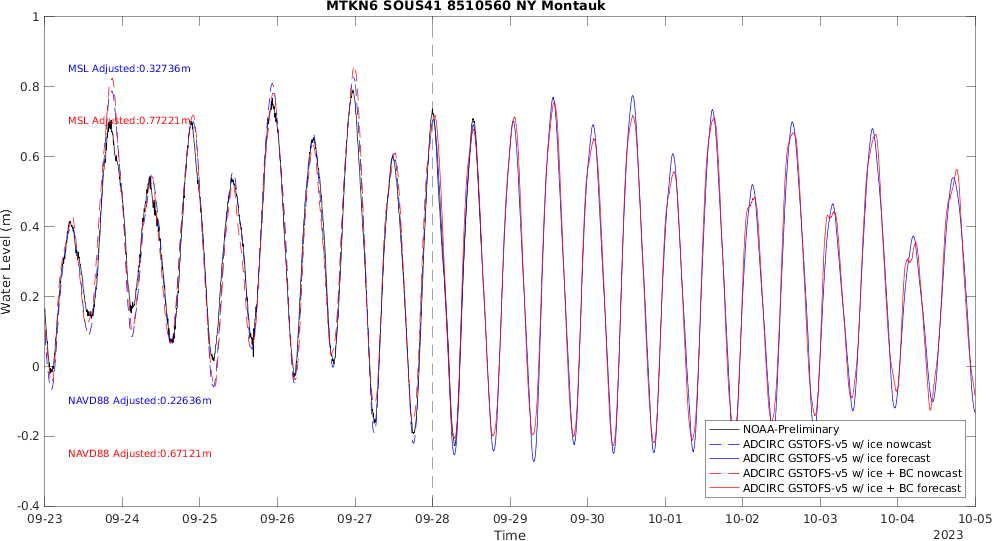 MTKN6 SOUS41 8510560 NY Montauk
1
0.8
0.6
0.4
0.2
0
-0.2
-0.4
Water Level (m)
MSL Adjusted:0.32736m
MSL Adjusted:0.77221m
NAVD88 Adjusted:0.22636m
NAVD88 Adjusted:0.67121m
NOAA-Preliminary
ADCIRC GSTOFS-v5 w/ ice nowcast
ADCIRC GSTOFS-v5 w/ ice forecast
ADCIRC GSTOFS-v5 w/ ice + BC nowcast
ADCIRC GSTOFS-v5 w/ ice + BC forecast
09-23 09-24 09-25 09-26 09-27 09-28 09-29 09-30 10-01 10-02 10-03 10-04 10-05
Time
2023